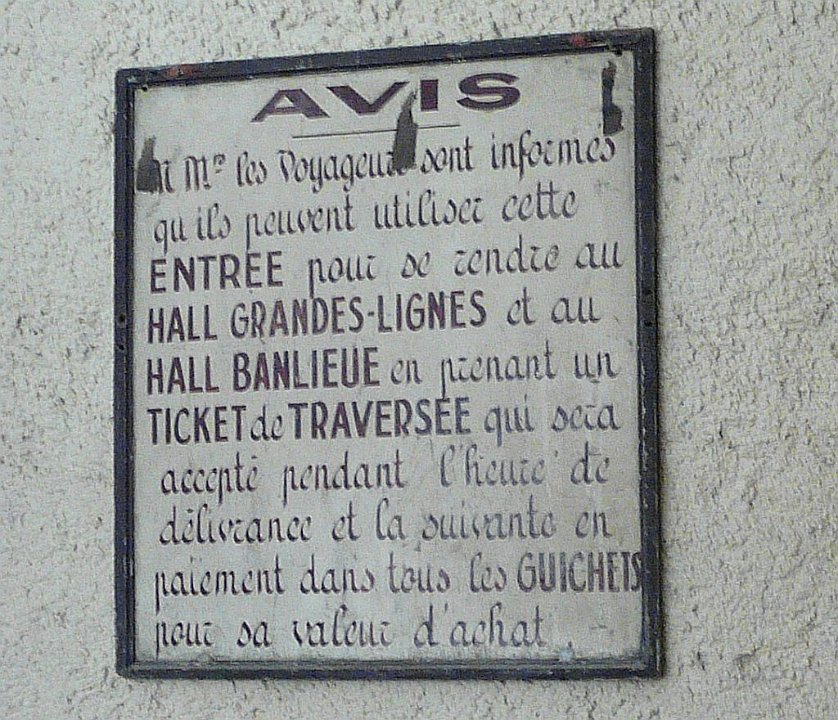 AVIS
M Mrs les Voyageurs sont informés
qu ils peuvent utiliser cette
ENTRÉE pour se rendre au
HALL GRANDES-LIGNES et au
HALL BANLIEUE en prenant un
TICKET de TRAVERSÉE qui sera
accepté pendant l'heure de
délivrance et la suivante en
paiement dans tous les GUICHETS
pour sa valeur d'achat.